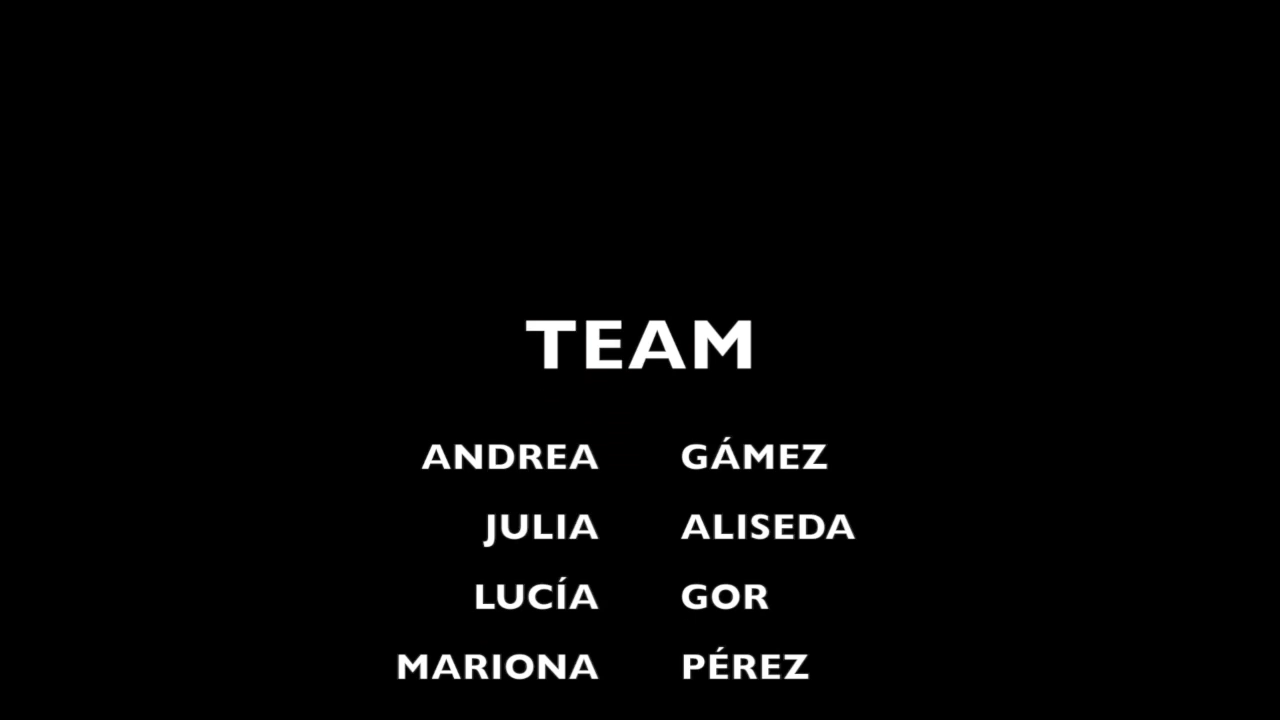 TEAM
ANDREA GÁMEZ
JULIA ALISEDA
LUCÍA GOR
MARIONA PÉREZ